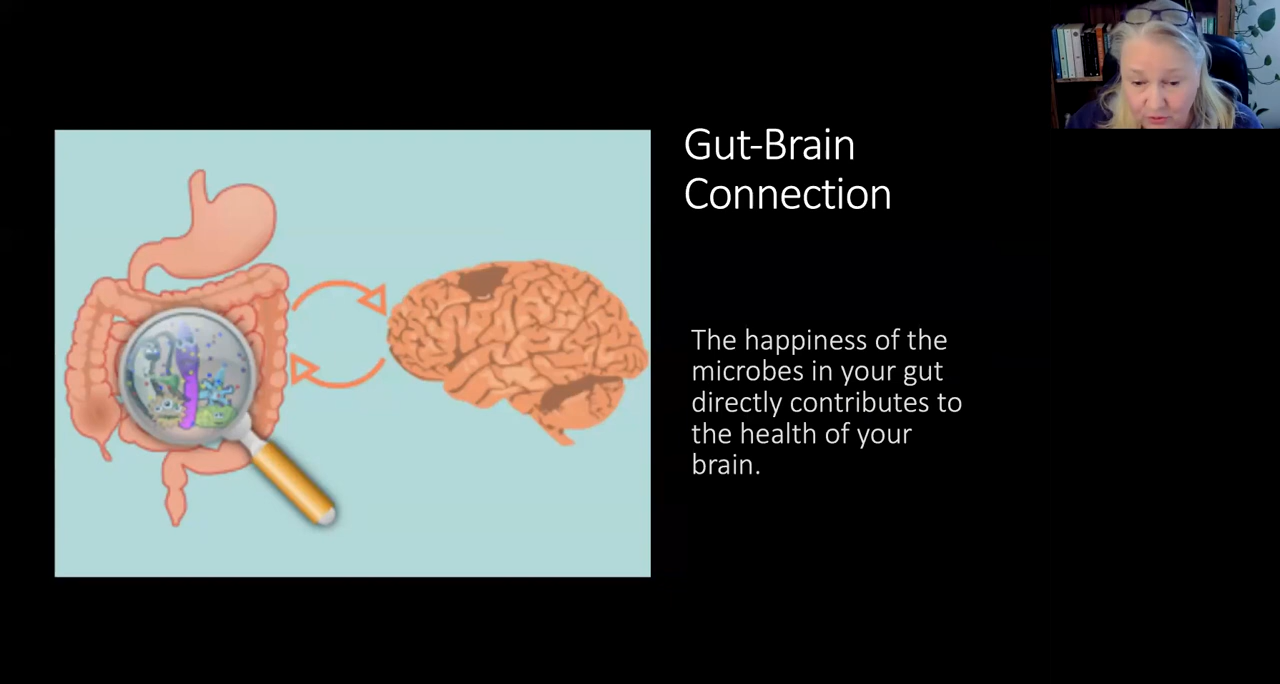 Gut-Brain
Connection
The happiness of the
microbes in your gut
directly contributes to
the health of your
brain.